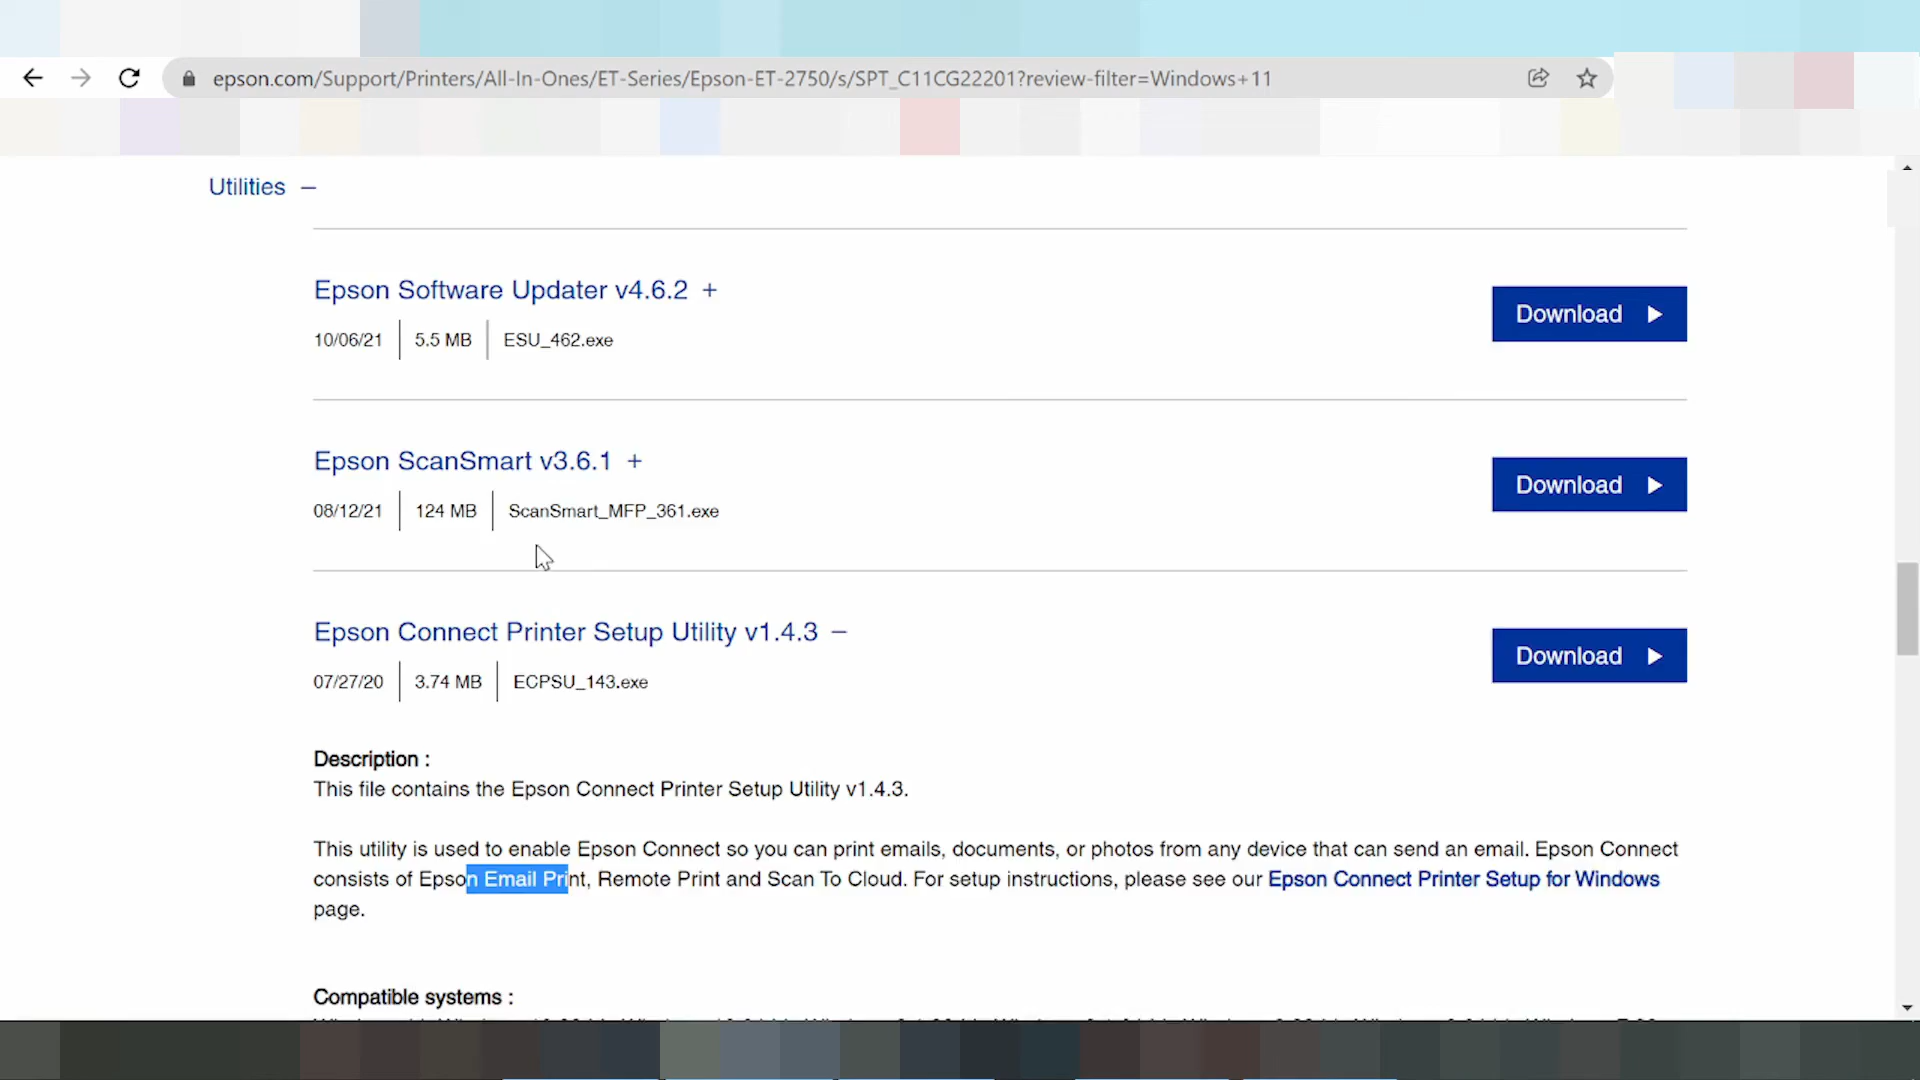 epson.com/Support/Printers/All-In-Ones/ET-Series/Epson-ET-2750/s/SPT_C11CG22201?review-filter=Windows+11
Utilities –
Epson Software Updater v4.6.2 +
Download
10/06/21 | 5.5 MB | ESU_462.exe
Epson ScanSmart v3.6.1 +
Download
08/12/21 | 124 MB | ScanSmart_MFP_361.exe
Epson Connect Printer Setup Utility v1.4.3 –
Download
07/27/20 | 3.74 MB | ECPSU_143.exe
Description :
This file contains the Epson Connect Printer Setup Utility v1.4.3.
This utility is used to enable Epson Connect so you can print emails, documents, or photos from any device that can send an email. Epson Connect
consists of Epson Email Print, Remote Print and Scan To Cloud. For setup instructions, please see our Epson Connect Printer Setup for Windows
page.
Compatible systems :